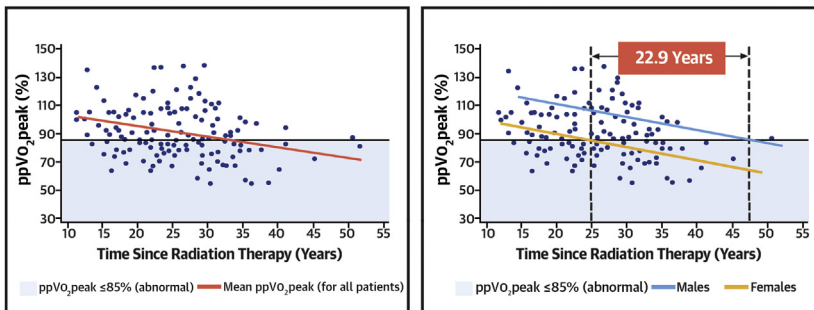 150
130
110
90
70
50
30
ppVO₂peak (%)
10 15 20 25 30 35 40 45 50 55
Time Since Radiation Therapy (Years)
ppVO₂peak ≤85% (abnormal) Mean ppVO₂peak (for all patients)
22.9 Years
150
130
110
90
70
50
30
ppVO₂peak (%)
10 15 20 25 30 35 40 45 50 55
Time Since Radiation Therapy (Years)
ppVO₂peak ≤85% (abnormal) Males Females